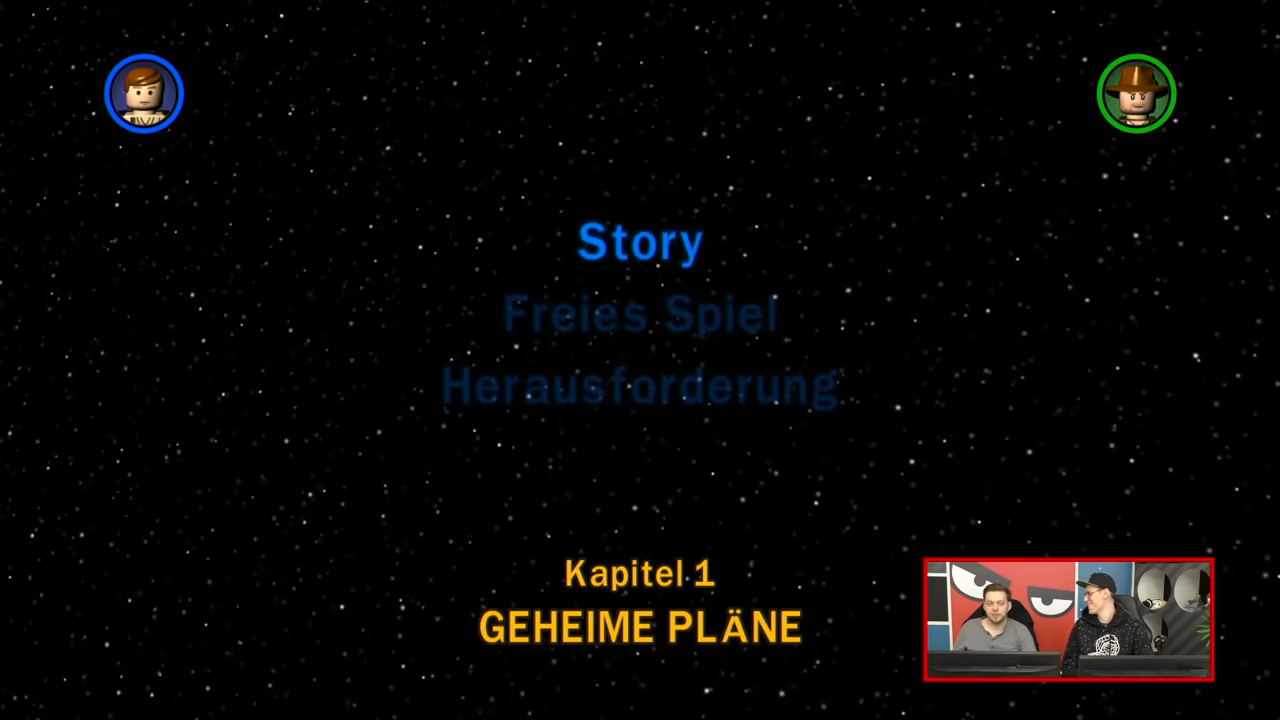 Story
Freies Spiel
Herausforderung
Kapitel 1
GEHEIME PLÄNE